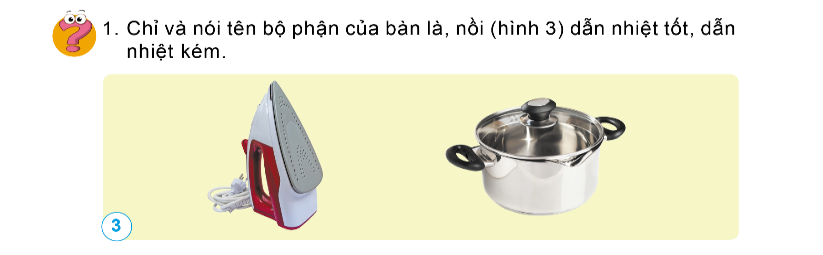 1. Chỉ và nói tên bộ phận của bàn là, nồi (hình 3) dẫn nhiệt tốt, dẫn
nhiệt kém.
3